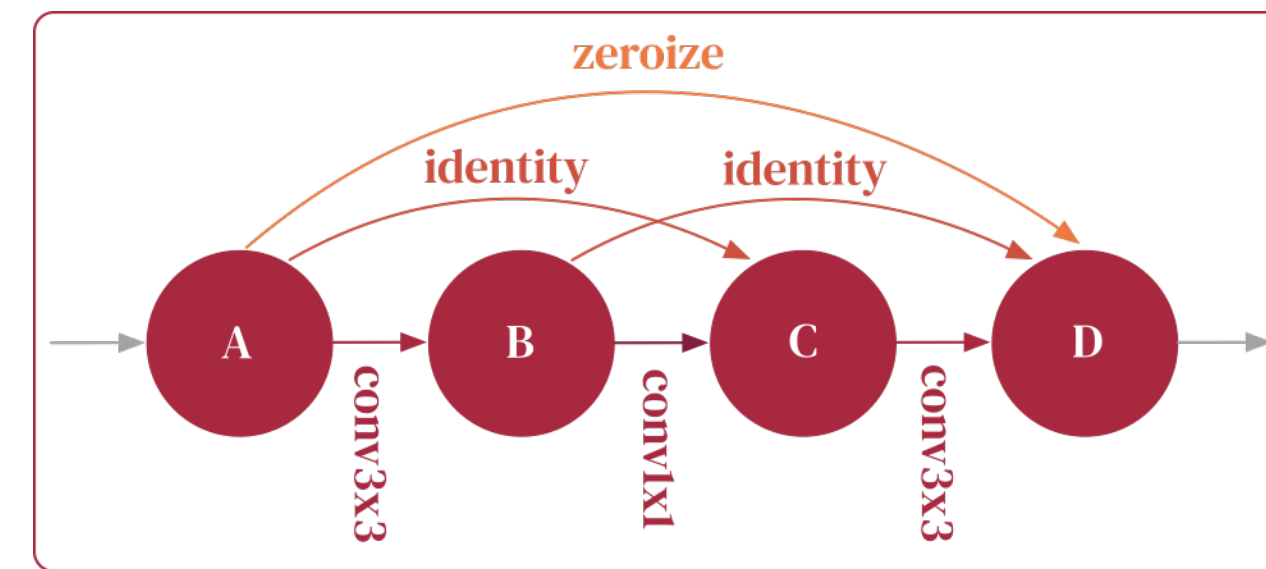 zeroize
identity
identity
A
B
C
D
conv3x3
conv1x1
conv3x3